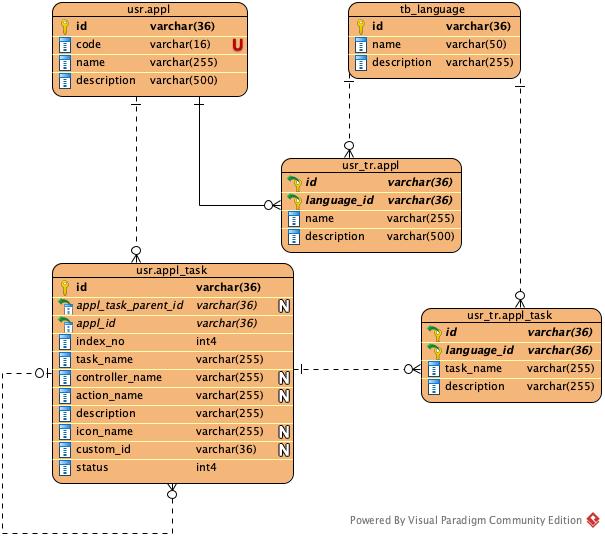 usr.appl
id varchar(36)
code varchar(16) U
name varchar(255)
description varchar(500)
tb_language
id varchar(36)
name varchar(50)
description varchar(255)
usr_tr.appl
id varchar(36)
language_id varchar(36)
name varchar(255)
description varchar(500)
usr.appl_task
id varchar(36)
appl_task_parent_id varchar(36) N
appl_id varchar(36)
index_no int4
task_name varchar(255)
controller_name varchar(255) N
action_name varchar(255) N
description varchar(255)
icon_name varchar(255) N
custom_id varchar(36) N
status int4
usr_tr.appl_task
id varchar(36)
language_id varchar(36)
task_name varchar(255)
description varchar(255)
Powered By Visual Paradigm Community Edition